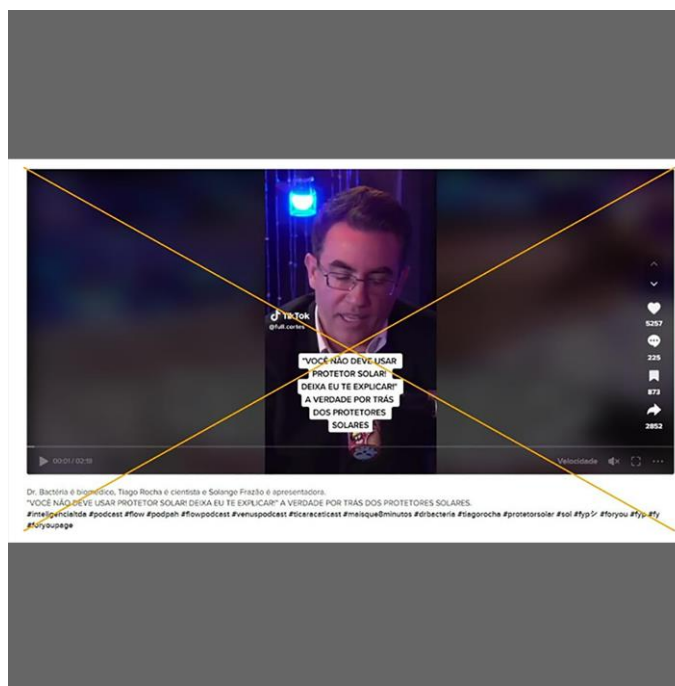 TikTok
@full.cortes
"VOCÊ NÃO DEVE USAR
PROTETOR SOLAR!
DEIXA EU TE EXPLICAR!"
A VERDADE POR TRÁS
DOS PROTETORES
SOLARES
5257
225
873
2852
00:01 / 02:19
Velocidade
Dr. Bactéria é biomédico, Tiago Rocha é cientista e Solange Frazão é apresentadora.
"VOCÊ NÃO DEVE USAR PROTETOR SOLAR! DEIXA EU TE EXPLICAR!" A VERDADE POR TRÁS DOS PROTETORES SOLARES.
#inteligencialtda #podcast #flow #podpah #flowpodcast #venuspodcast #ticaracaticast #maisque8minutos #drbacteria #tiagorocha #protetorsolar #sol #fypシ #foryou #fyp #fy
#foryoupage